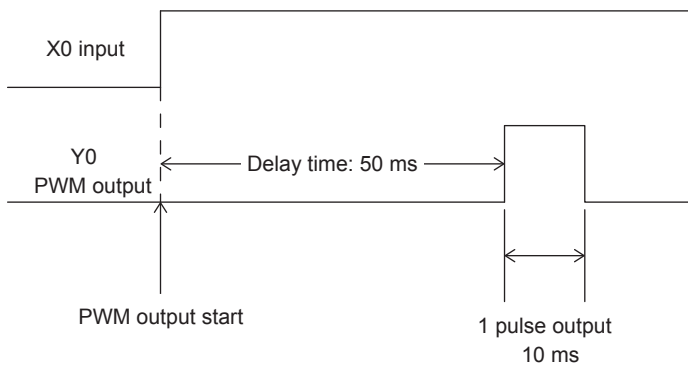 X0 input
Y0
PWM output
Delay time: 50 ms
PWM output start
1 pulse output
10 ms